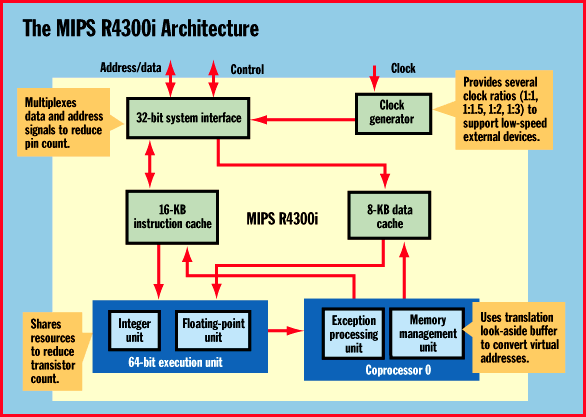 The MIPS R4300i Architecture
Address/data
Control
Clock
Multiplexes
data and address
signals to reduce
pin count.
32-bit system interface
Clock
generator
Provides several
clock ratios (1:1,
1:1.5, 1:2, 1:3) to
support low-speed
external devices.
16-KB
instruction cache
MIPS R4300i
8-KB data
cache
Shares
resources
to reduce
transistor
count.
Integer
unit
Floating-point
unit
64-bit execution unit
Exception
processing
unit
Memory
management
unit
Coprocessor 0
Uses translation
look-aside buffer
to convert virtual
addresses.